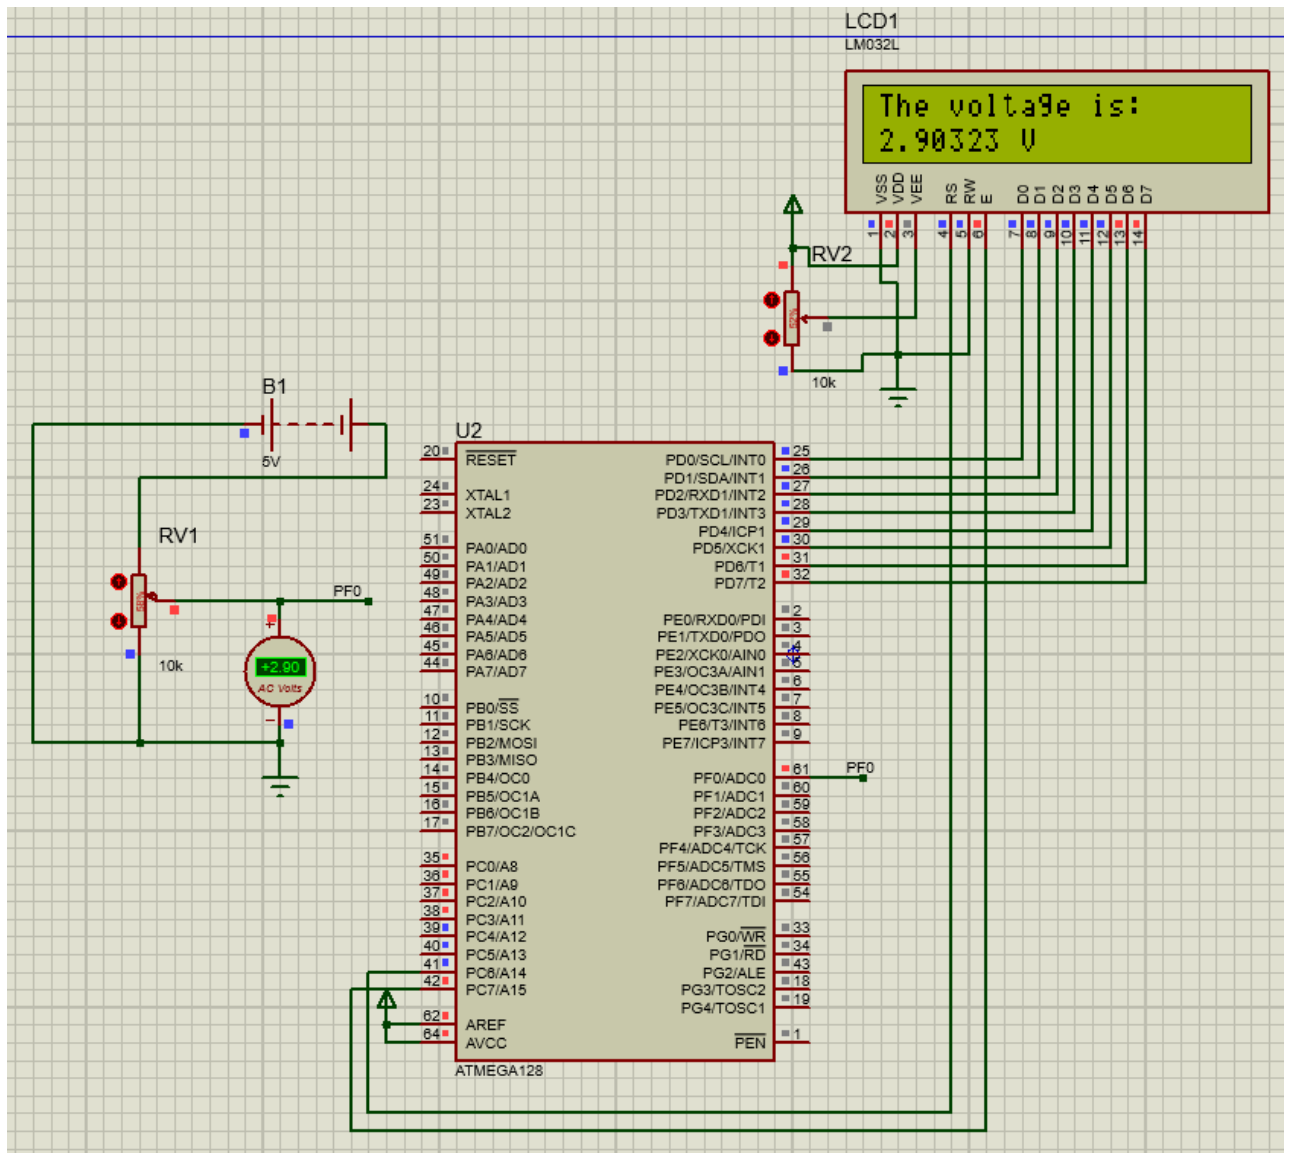 LCD1
LM032L
The voltage is:
2.90323 V
VSS
VDD
VEE
RS
RW
E
D0
D1
D2
D3
D4
D5
D6
D7
1
2
3
4
5
6
7
8
9
10
11
12
13
14
RV2
52%
10k
B1
5V
RV1
58%
10k
PF0
+
+2.90
AC Volts
−
U2
20 RESET
24 XTAL1
23 XTAL2
51 PA0/AD0
50 PA1/AD1
49 PA2/AD2
48 PA3/AD3
47 PA4/AD4
46 PA5/AD5
45 PA6/AD6
44 PA7/AD7
10 PB0/SS
11 PB1/SCK
12 PB2/MOSI
13 PB3/MISO
14 PB4/OC0
15 PB5/OC1A
16 PB6/OC1B
17 PB7/OC2/OC1C
35 PC0/A8
36 PC1/A9
37 PC2/A10
38 PC3/A11
39 PC4/A12
40 PC5/A13
41 PC6/A14
42 PC7/A15
62 AREF
64 AVCC
PD0/SCL/INT0 25
PD1/SDA/INT1 26
PD2/RXD1/INT2 27
PD3/TXD1/INT3 28
PD4/ICP1 29
PD5/XCK1 30
PD6/T1 31
PD7/T2 32
PE0/RXD0/PDI 2
PE1/TXD0/PDO 3
PE2/XCK0/AIN0 4
PE3/OC3A/AIN1 5
PE4/OC3B/INT4 6
PE5/OC3C/INT5 7
PE6/T3/INT6 8
PE7/ICP3/INT7 9
PF0/ADC0 61
PF0
PF1/ADC1 60
PF2/ADC2 59
PF3/ADC3 58
PF4/ADC4/TCK 57
PF5/ADC5/TMS 56
PF6/ADC6/TDO 55
PF7/ADC7/TDI 54
PG0/WR 33
PG1/RD 34
PG2/ALE 43
PG3/TOSC2 18
PG4/TOSC1 19
PEN 1
ATMEGA128